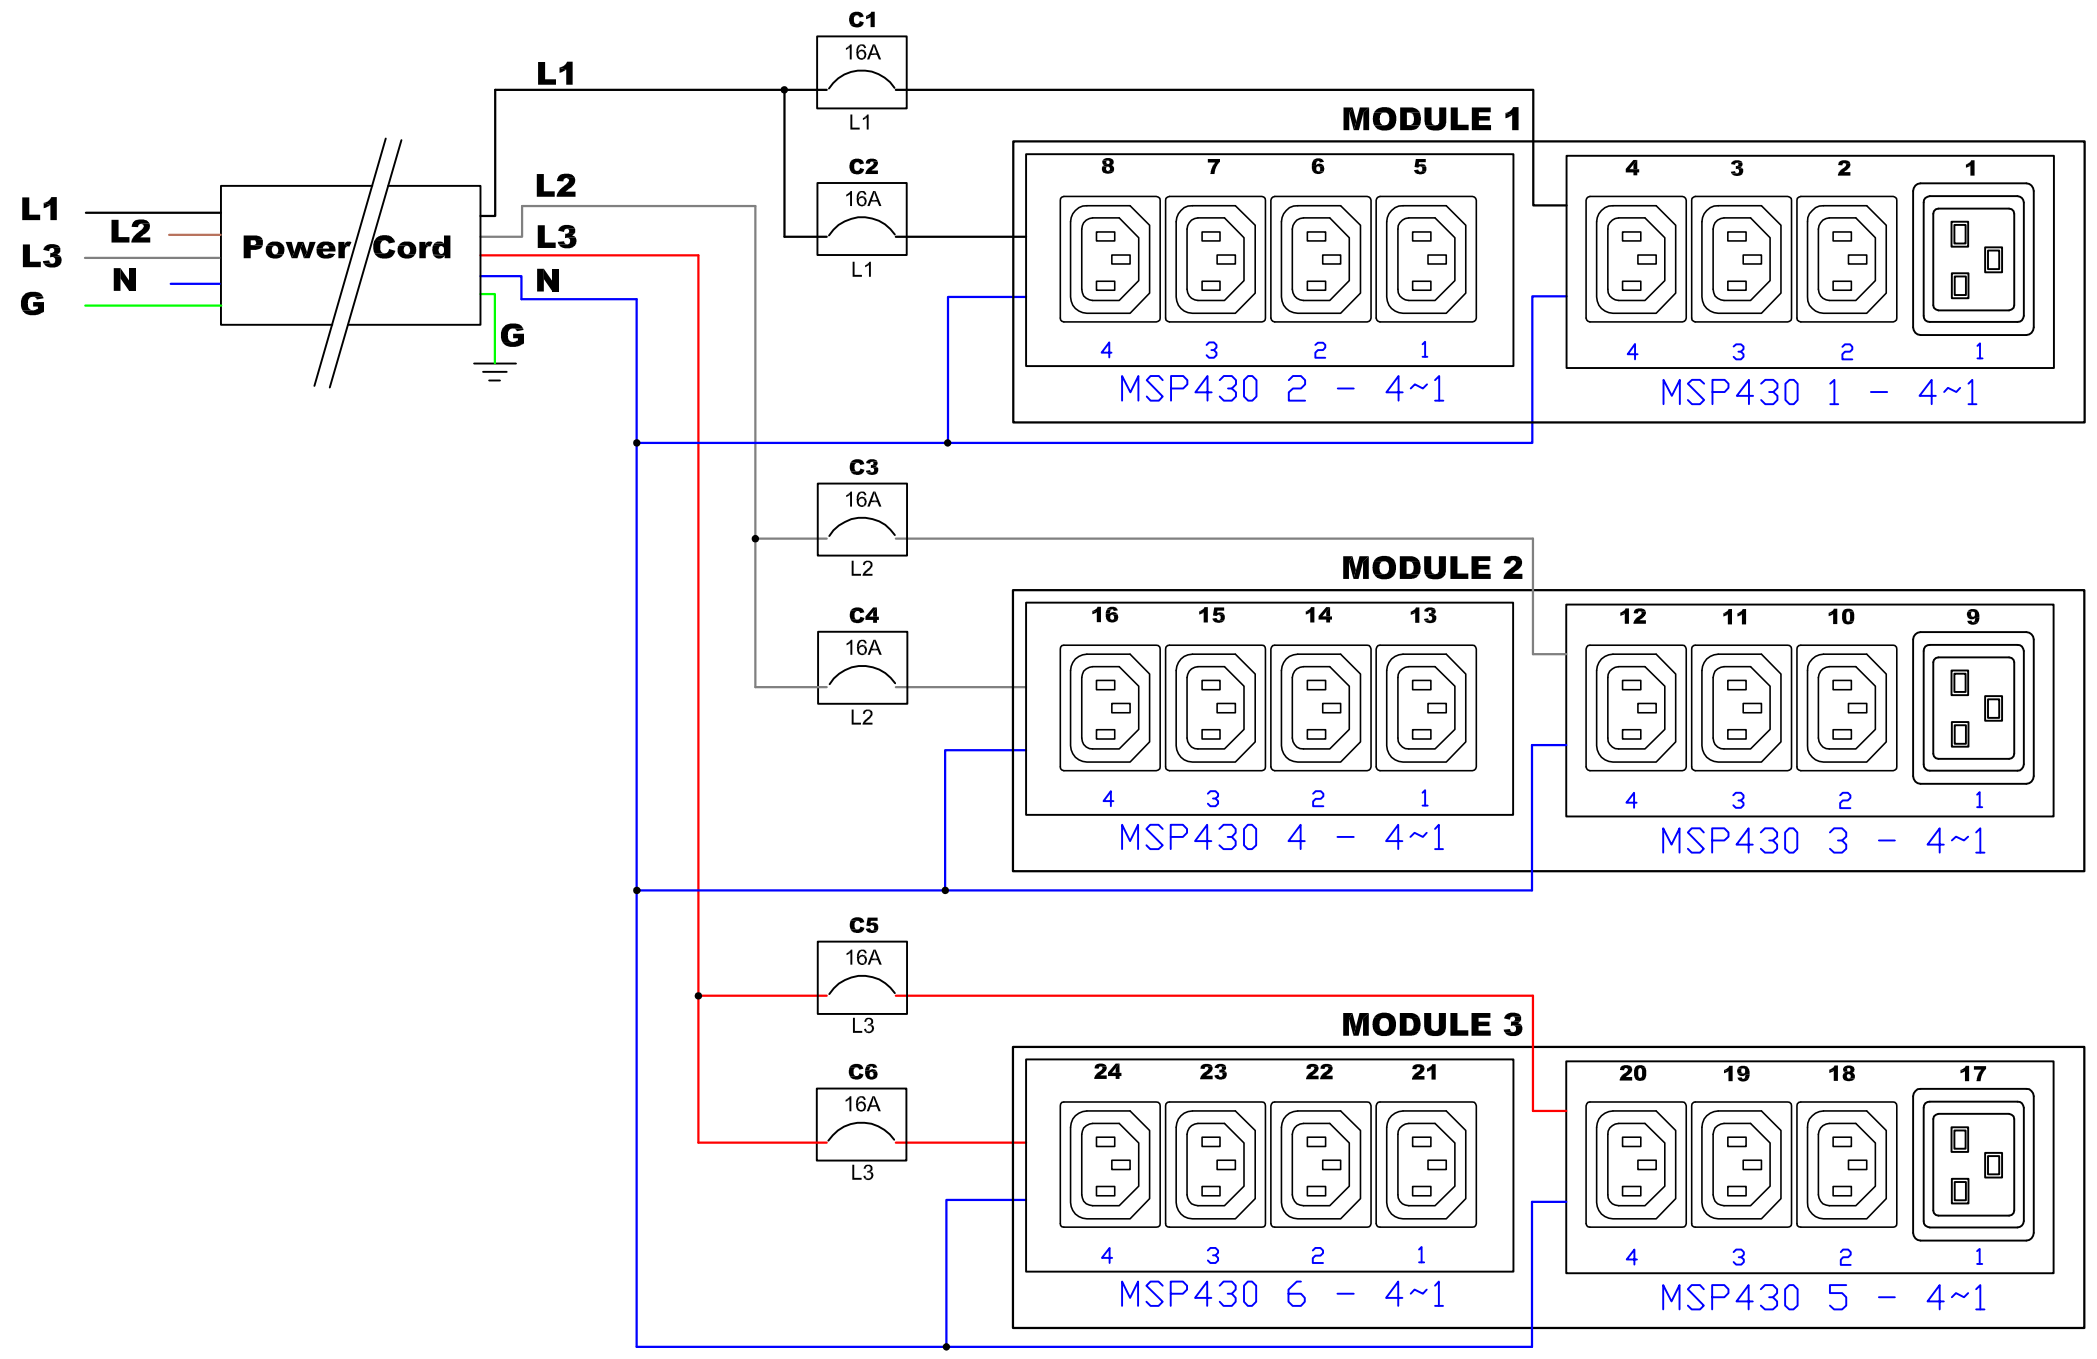 L1
L2
L3
N
G
Power Cord
L1
L2
L3
N
G
C1
16A
L1
C2
16A
L1
MODULE 1
8 7 6 5
4 3 2 1
MSP430 2 - 4~1
4 3 2 1
4 3 2 1
MSP430 1 - 4~1
C3
16A
L2
C4
16A
L2
MODULE 2
16 15 14 13
4 3 2 1
MSP430 4 - 4~1
12 11 10 9
4 3 2 1
MSP430 3 - 4~1
C5
16A
L3
C6
16A
L3
MODULE 3
24 23 22 21
4 3 2 1
MSP430 6 - 4~1
20 19 18 17
4 3 2 1
MSP430 5 - 4~1